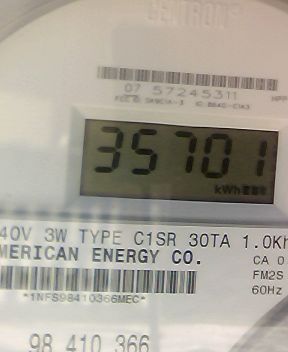 CENTRON®
07 57245311
35701
kWh
40V 3W TYPE C1SR 30TA 1.0Kh
MERICAN ENERGY CO.
CA 0
FM2S
*1NFS98410366MEC*
60Hz
98 410 366